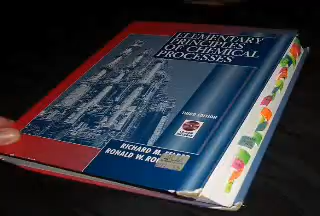 ELEMENTARY
PRINCIPLES
OF CHEMICAL
PROCESSES
THIRD EDITION
RICHARD M.
RONALD W.